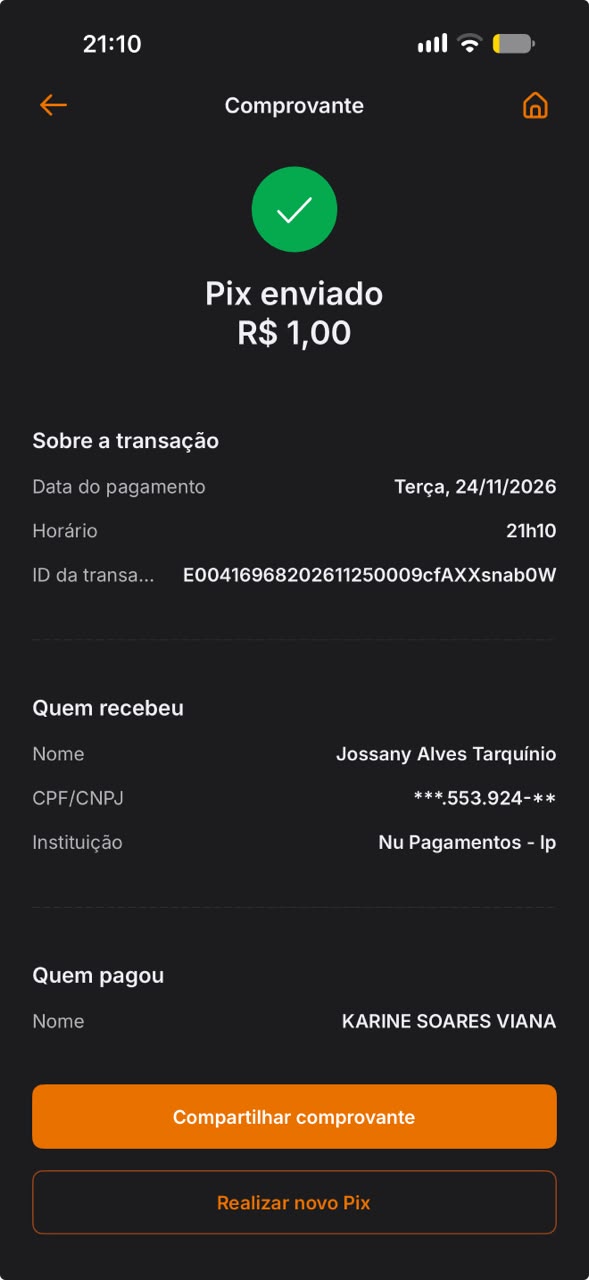 21:10
Comprovante
Pix enviado
R$ 1,00
Sobre a transação
Data do pagamento Terça, 24/11/2026
Horário 21h10
ID da transa... E00416968202611250009cfAXXsnab0W
Quem recebeu
Nome Jossany Alves Tarquínio
CPF/CNPJ ***.553.924-**
Instituição Nu Pagamentos - Ip
Quem pagou
Nome KARINE SOARES VIANA
Compartilhar comprovante
Realizar novo Pix